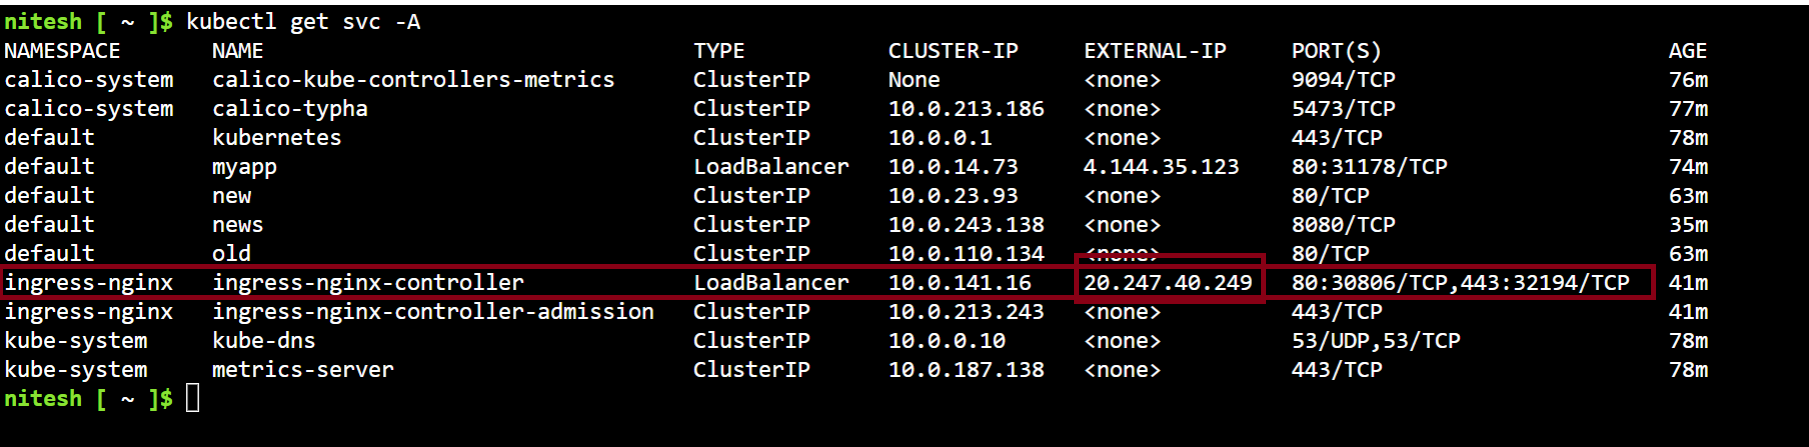 nitesh [ ~ ]$ kubectl get svc -A
NAMESPACE NAME TYPE CLUSTER-IP EXTERNAL-IP PORT(S) AGE
calico-system calico-kube-controllers-metrics ClusterIP None <none> 9094/TCP 76m
calico-system calico-typha ClusterIP 10.0.213.186 <none> 5473/TCP 77m
default kubernetes ClusterIP 10.0.0.1 <none> 443/TCP 78m
default myapp LoadBalancer 10.0.14.73 4.144.35.123 80:31178/TCP 74m
default new ClusterIP 10.0.23.93 <none> 80/TCP 63m
default news ClusterIP 10.0.243.138 <none> 8080/TCP 35m
default old ClusterIP 10.0.110.134 <none> 80/TCP 63m
ingress-nginx ingress-nginx-controller LoadBalancer 10.0.141.16 20.247.40.249 80:30806/TCP,443:32194/TCP 41m
ingress-nginx ingress-nginx-controller-admission ClusterIP 10.0.213.243 <none> 443/TCP 41m
kube-system kube-dns ClusterIP 10.0.0.10 <none> 53/UDP,53/TCP 78m
kube-system metrics-server ClusterIP 10.0.187.138 <none> 443/TCP 78m
nitesh [ ~ ]$